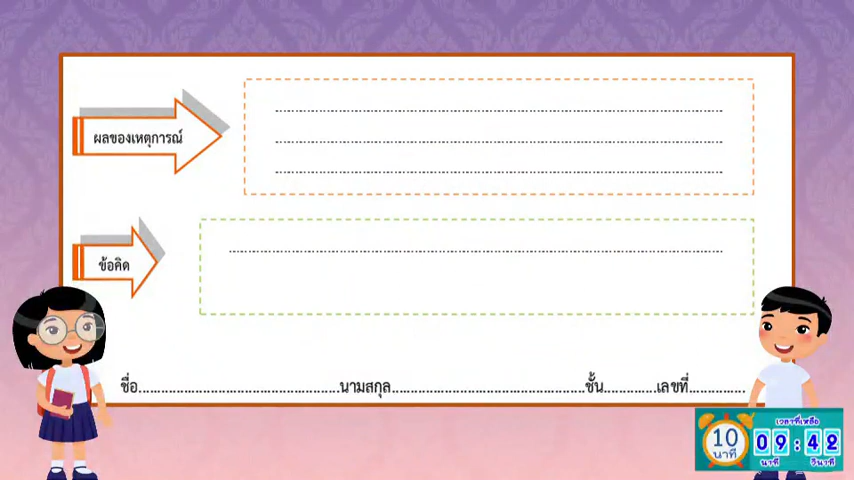 ผลของเหตุการณ์
ข้อคิด
ชื่อ..............................................นามสกุล............................................ชั้น............เลขที่.............
10
นาที
เวลาที่เหลือ
09:42
นาที วินาที